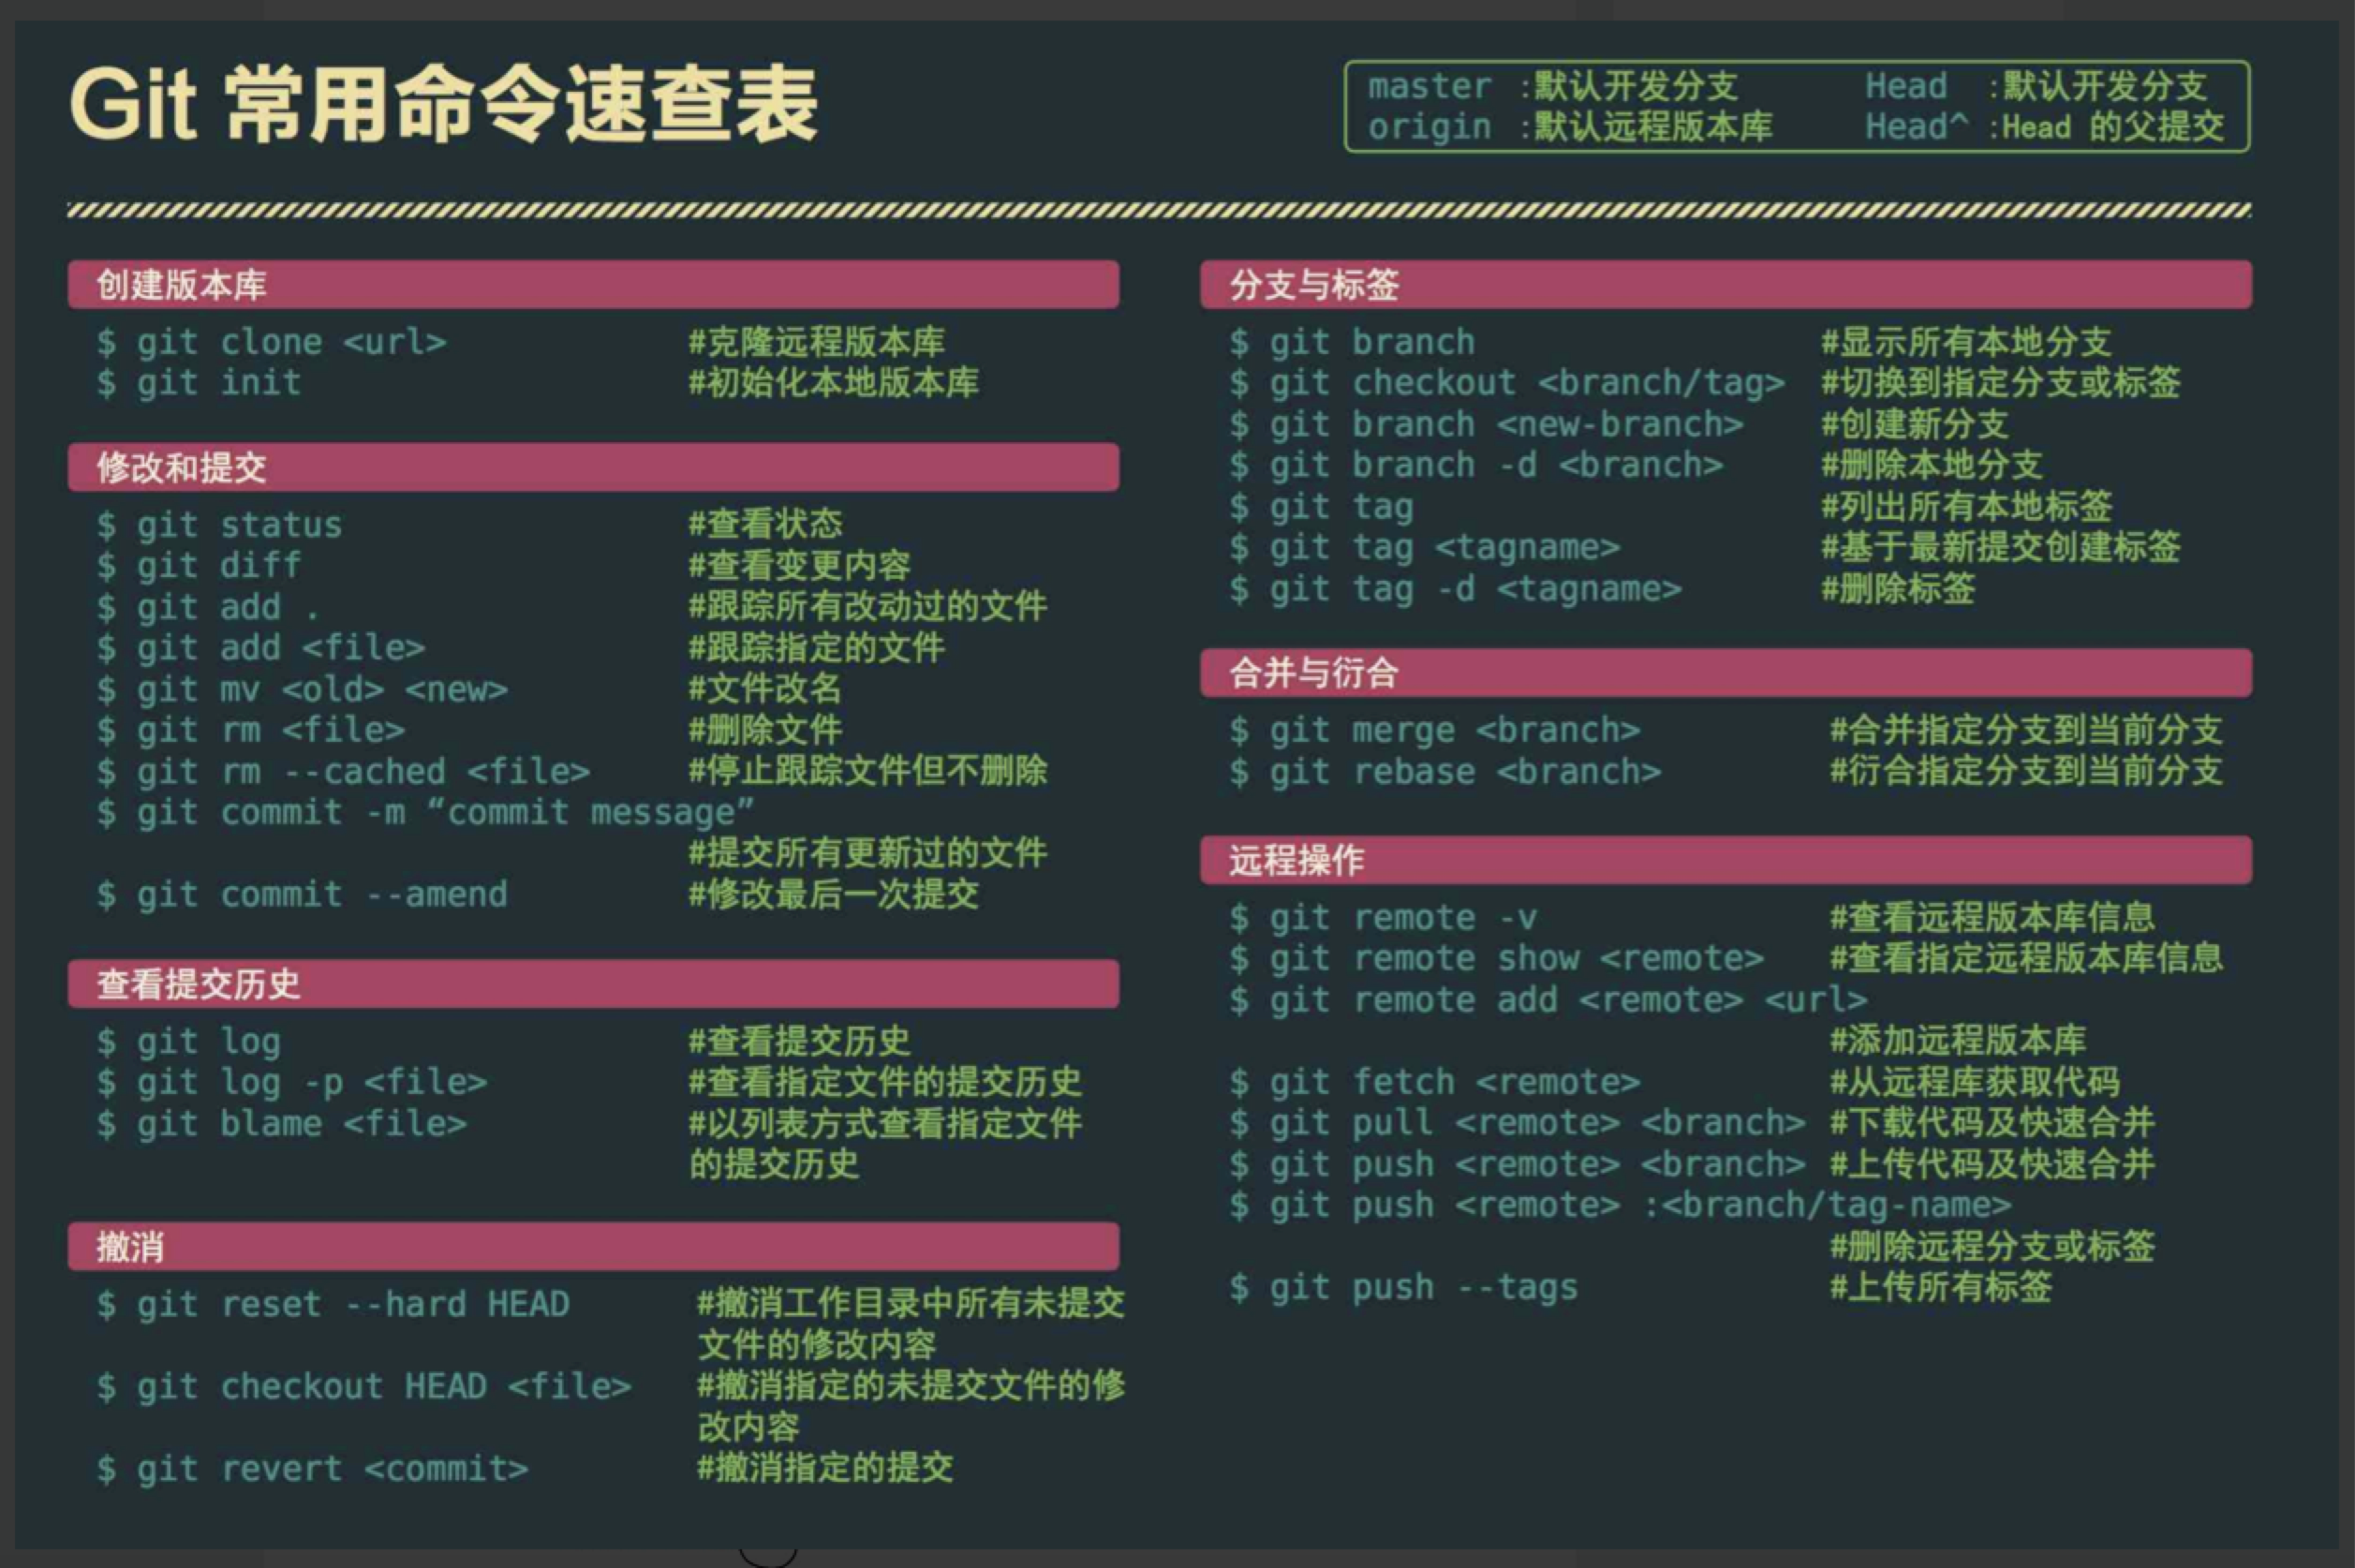 Git 常用命令速查表
master :默认开发分支 Head :默认开发分支
origin :默认远程版本库 Head^ :Head 的父提交
创建版本库
$ git clone <url> #克隆远程版本库
$ git init #初始化本地版本库
修改和提交
$ git status #查看状态
$ git diff #查看变更内容
$ git add . #跟踪所有改动过的文件
$ git add <file> #跟踪指定的文件
$ git mv <old> <new> #文件改名
$ git rm <file> #删除文件
$ git rm --cached <file> #停止跟踪文件但不删除
$ git commit -m “commit message”
#提交所有更新过的文件
$ git commit --amend #修改最后一次提交
查看提交历史
$ git log #查看提交历史
$ git log -p <file> #查看指定文件的提交历史
$ git blame <file> #以列表方式查看指定文件
的提交历史
撤消
$ git reset --hard HEAD #撤消工作目录中所有未提交
文件的修改内容
$ git checkout HEAD <file> #撤消指定的未提交文件的修
改内容
$ git revert <commit> #撤消指定的提交
分支与标签
$ git branch #显示所有本地分支
$ git checkout <branch/tag> #切换到指定分支或标签
$ git branch <new-branch> #创建新分支
$ git branch -d <branch> #删除本地分支
$ git tag #列出所有本地标签
$ git tag <tagname> #基于最新提交创建标签
$ git tag -d <tagname> #删除标签
合并与衍合
$ git merge <branch> #合并指定分支到当前分支
$ git rebase <branch> #衍合指定分支到当前分支
远程操作
$ git remote -v #查看远程版本库信息
$ git remote show <remote> #查看指定远程版本库信息
$ git remote add <remote> <url>
#添加远程版本库
$ git fetch <remote> #从远程库获取代码
$ git pull <remote> <branch> #下载代码及快速合并
$ git push <remote> <branch> #上传代码及快速合并
$ git push <remote> :<branch/tag-name>
#删除远程分支或标签
$ git push --tags #上传所有标签